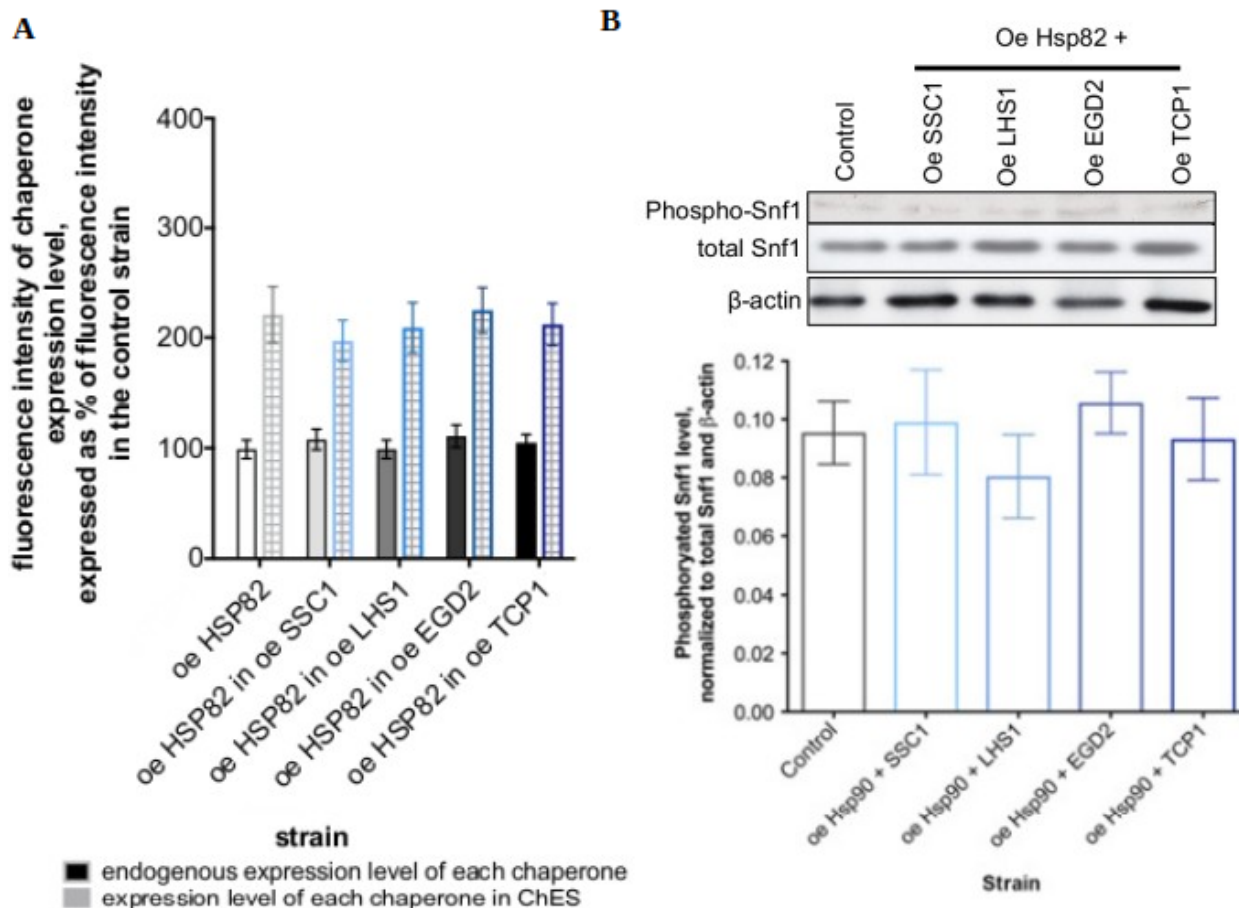 A
fluorescence intensity of chaperone
expression level,
expressed as % of fluorescence intensity
in the control strain
400
300
200
100
0
oe HSP82
oe HSP82 in oe SSC1
oe HSP82 in oe LHS1
oe HSP82 in oe EGD2
oe HSP82 in oe TCP1
strain
endogenous expression level of each chaperone
expression level of each chaperone in ChES
B
Oe Hsp82 +
Control
Oe SSC1
Oe LHS1
Oe EGD2
Oe TCP1
Phospho-Snf1
total Snf1
β-actin
Phosphoryated Snf1 level,
normalized to total Snf1 and β-actin
0.12
0.10
0.08
0.06
0.04
0.02
0.00
Control
oe Hsp90 + SSC1
oe Hsp90 + LHS1
oe Hsp90 + EGD2
oe Hsp90 + TCP1
Strain